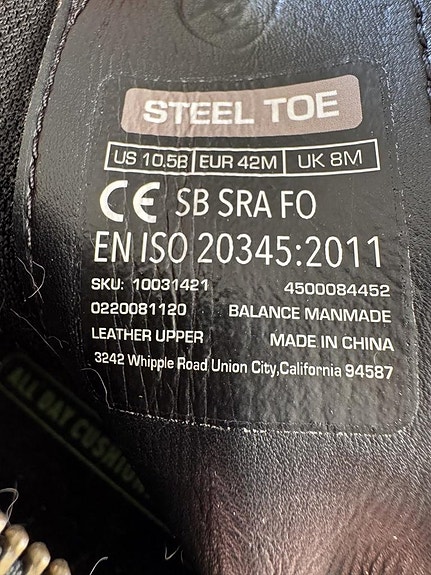 STEEL TOE
US 10.5B EUR 42M UK 8M
CE SB SRA FO
EN ISO 20345:2011
SKU: 10031421 4500084452
0220081120 BALANCE MANMADE
LEATHER UPPER MADE IN CHINA
3242 Whipple Road Union City,California 94587
ALL DAY CUSHION